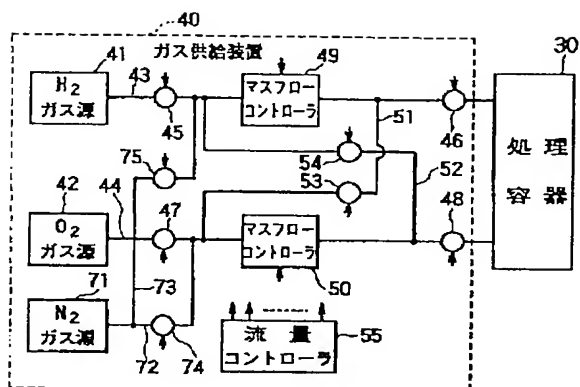 40
ガス供給装置
41
H2
ガス源
43
45
49
マスフロー
コントローラ
51
46
30
処理
容器
75
54
53
52
42
44
O2
ガス源
47
48
マスフロー
コントローラ
50
71
N2
ガス源
73
72
74
流量
コントローラ
55